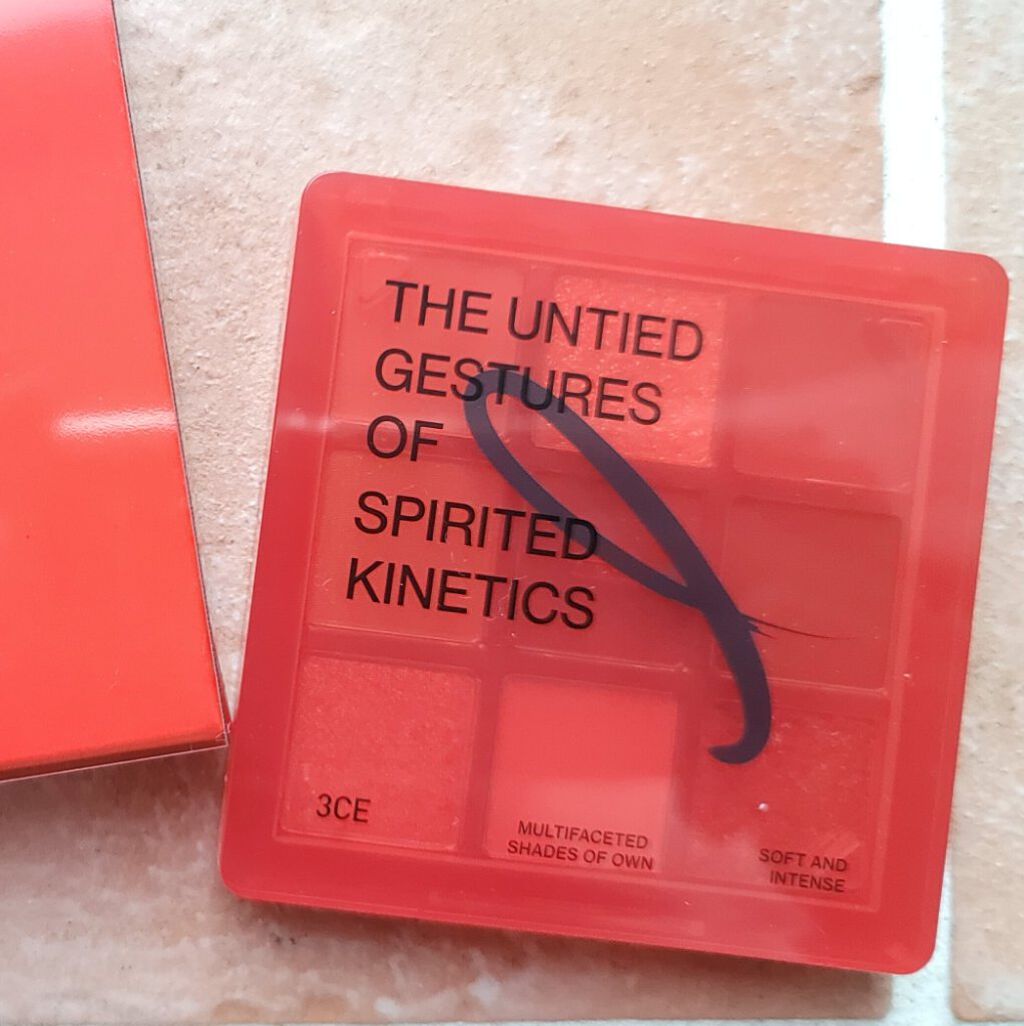 THE UNTIED
GESTURES
OF
SPIRITED
KINETICS
3CE
MULTIFACETED
SHADES OF OWN
SOFT AND
INTENSE